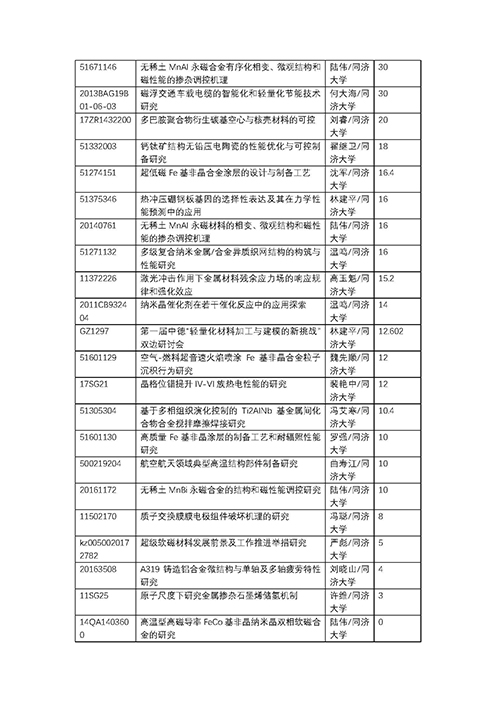 51671146 无稀土 MnAl 永磁合金有序化相变、微观结构和 陆伟/同济 30
磁性能的掺杂调控机理 大学
2013BAG19B 磁浮交通车载电缆的智能化和轻量化节能技术 何大海/同 30
01-06-03 研究 济大学
17ZR1432200 多巴胺聚合物衍生碳基空心与核壳材料的可控 刘睿/同济 20
大学
51332003 钙钛矿结构无铅压电陶瓷的性能优化与可控制 翟继卫/同 18
备研究 济大学
51274151 超低磁 Fe 基非晶合金涂层的设计与制备工艺 沈军/同济 16.4
大学
51375346 热冲压硼钢板基因的选择性表达及其在力学性 林建平/同 16
能预测中的应用 济大学
20140761 无稀土 MnAl 永磁材料的相变、微观结构和磁性 陆伟/同济 16
能的掺杂调控机理 大学
51271132 多级复合纳米金属/合金异质织网结构的构筑与 温鸣/同济 16
性能研究 大学
11372226 激光冲击作用下金属材料残余应力场的响应规 高玉魁/同 15.2
律和强化效应 济大学
2011CB9324 纳米晶催化剂在若干催化反应中的应用探索 温鸣/同济 14
04 大学
GZ1297 第一届中德"轻量化材料加工与建模的新挑战" 林建平/同 12.602
双边研讨会 济大学
51601129 空气-燃料超音速火焰喷涂 Fe 基非晶合金粒子 魏先顺/同 12
沉积行为研究 济大学
17SG21 晶格位错提升 IV-VI 族热电性能的研究 裴艳中/同 12
济大学
51305304 基于多相组织演化控制的 Ti2AlNb 基金属间化 冯艾寒/同 10.4
合物合金搅拌摩擦焊接研究 济大学
51601130 高质量 Fe 基非晶涂层的制备工艺和耐辐照性能 罗强/同济 10
研究 大学
500219204 航空航天领域典型高温结构部件制备研究 曲寿江/同 10
济大学
20161172 无稀土 MnBi 永磁合金的结构和磁性能调控研究 陆伟/同济 10
大学
11502170 质子交换膜膜电极组件破坏机理的研究 冯聪/同济 8
大学
kz005002017 超级软磁材料发展前景及工作推进举措研究 严彪/同济 5
2782 大学
20163508 A319 铸造铝合金微结构与单轴及多轴疲劳特性 刘晓山/同 4
研究 济大学
11SG25 原子尺度下研究金属掺杂石墨烯储氢机制 许维/同济 3
大学
14QA140360 高温型高磁导率 FeCo 基非晶纳米晶双相软磁合 陆伟/同济 0
0 金的研究 大学